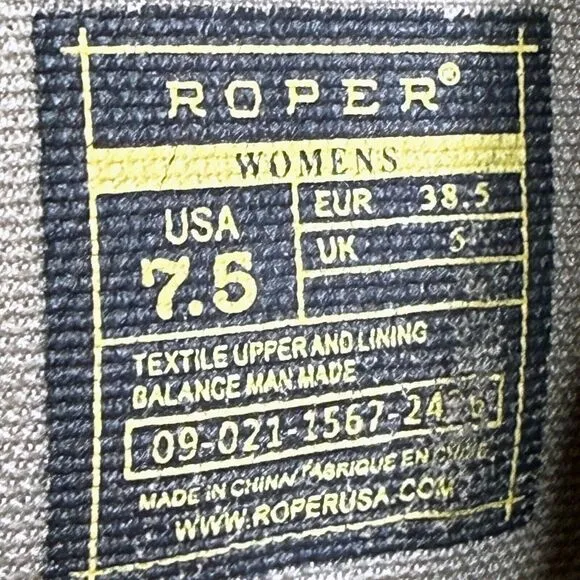 ROPER®
WOMENS
USA
7.5
EUR 38.5
UK
TEXTILE UPPER AND LINING
BALANCE MAN MADE
09-021-1567-24
MADE IN CHINA/FABRIQUE EN CHINE
WWW.ROPERUSA.COM